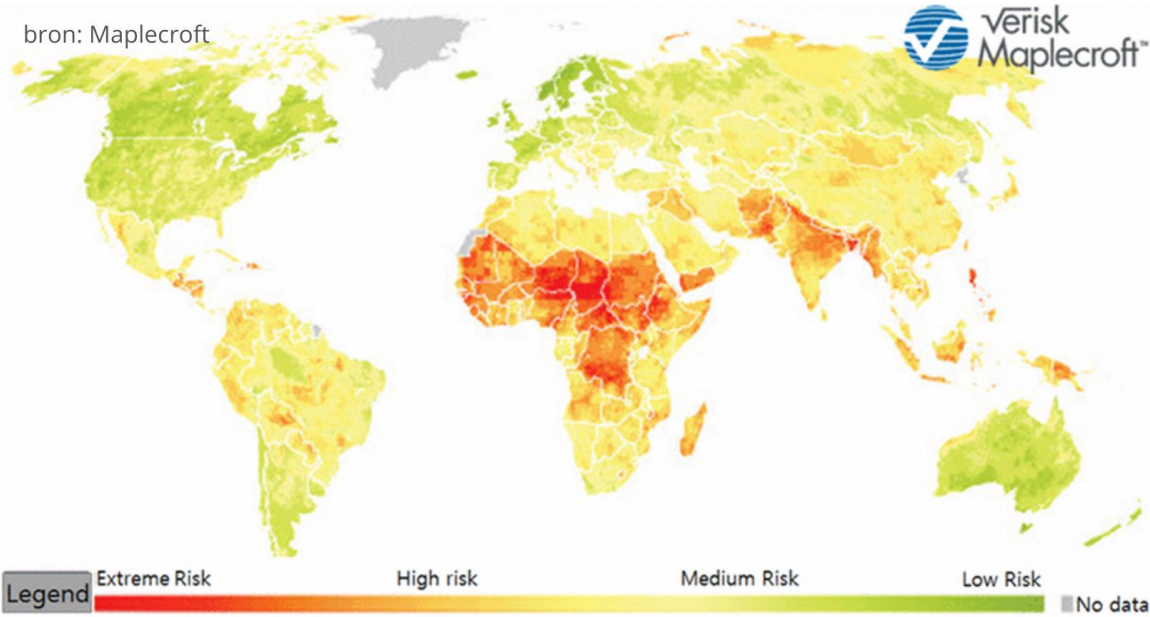 bron: Maplecroft
verisk
Maplecroft™
Extreme Risk High risk Medium Risk Low Risk
Legend
No data